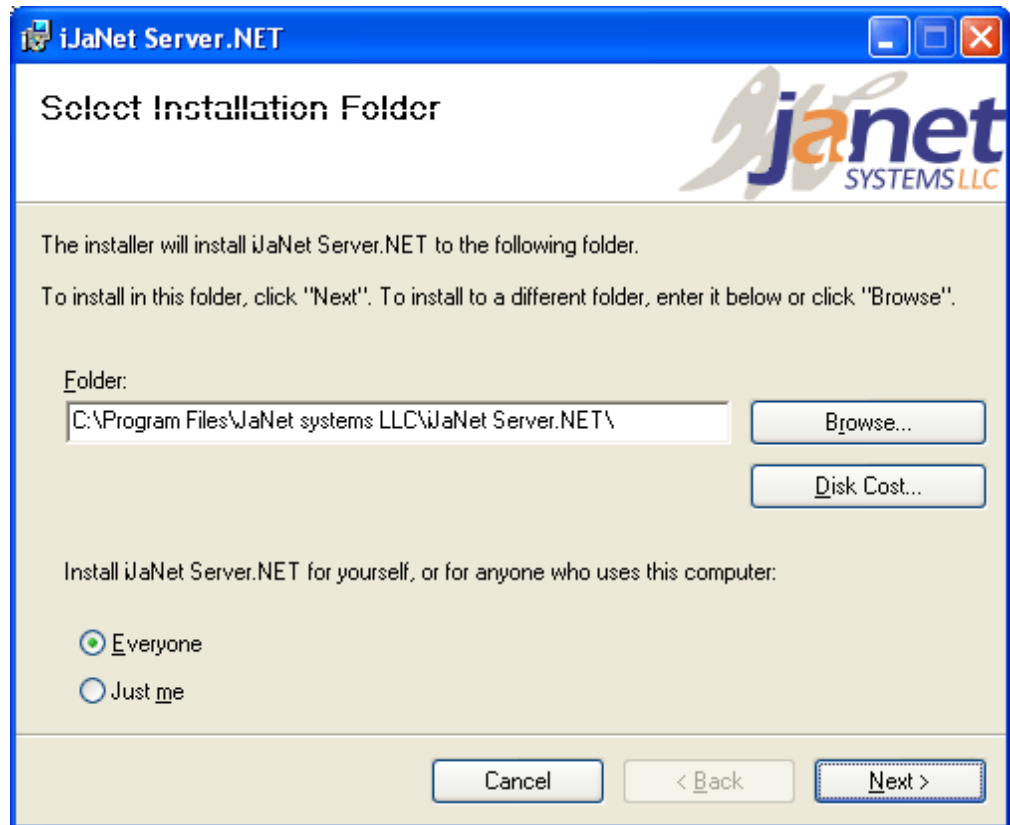 iJaNet Server.NET
Select Installation Folder
janet
SYSTEMS LLC
The installer will install iJaNet Server.NET to the following folder.
To install in this folder, click "Next". To install to a different folder, enter it below or click "Browse".
Folder:
C:\Program Files\JaNet systems LLC\iJaNet Server.NET\
Browse...
Disk Cost...
Install iJaNet Server.NET for yourself, or for anyone who uses this computer:
Everyone
Just me
Cancel
< Back
Next >